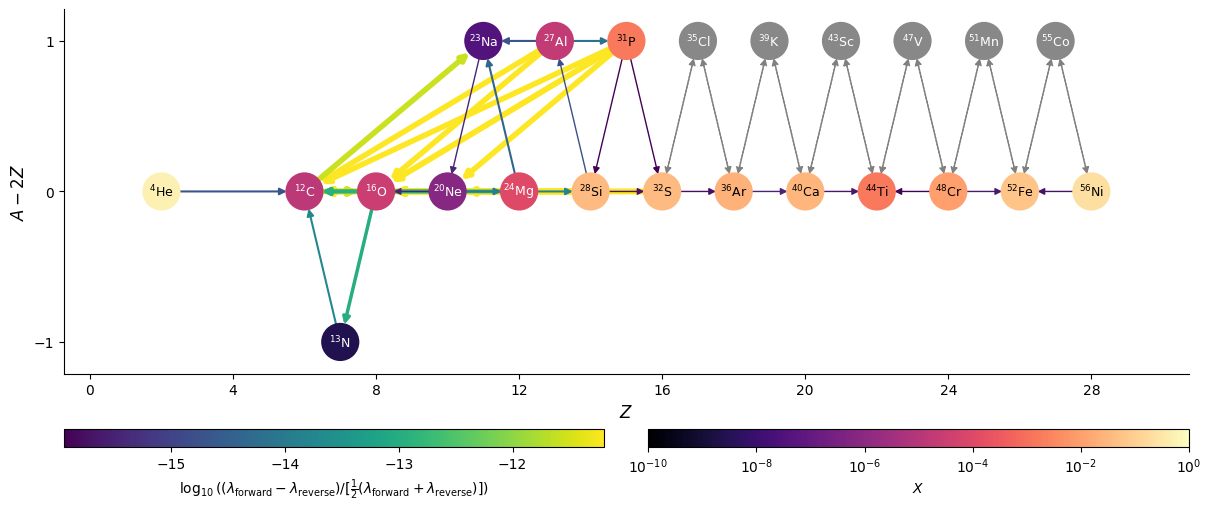 1
²³Na ²⁷Al ³¹P ³⁵Cl ³⁹K ⁴³Sc ⁴⁷V ⁵¹Mn ⁵⁵Co
A − 2Z
0
⁴He ¹²C ¹⁶O ²⁰Ne ²⁴Mg ²⁸Si ³²S ³⁶Ar ⁴⁰Ca ⁴⁴Ti ⁴⁸Cr ⁵²Fe ⁵⁶Ni
¹³N
−1
0 4 8 12 16 20 24 28
Z
−15 −14 −13 −12
log₁₀ ((λ_forward − λ_reverse)/[½(λ_forward + λ_reverse)])
10⁻¹⁰ 10⁻⁸ 10⁻⁶ 10⁻⁴ 10⁻² 10⁰
X